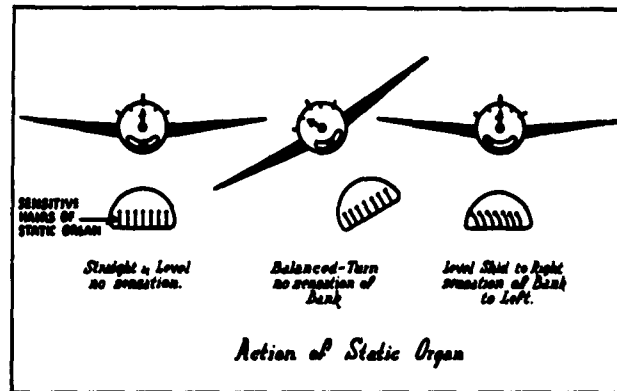 SENSITIVE
HAIRS OF
STATIC ORGAN
Straight & Level
no sensation.
Balanced-Turn
no sensation of
Bank
Level Skid to Right
sensation of Bank
to Left.
Action of Static Organ